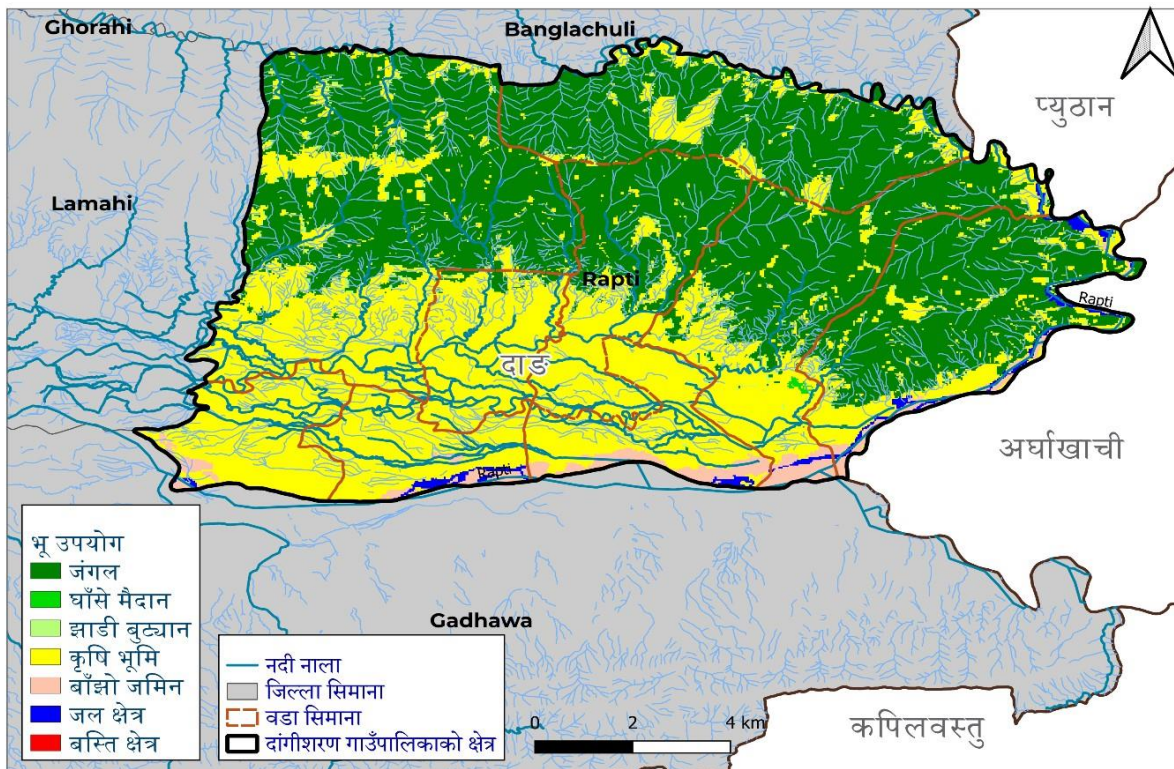 Ghorahi
Banglachuli
प्युठान
Lamahi
Rapti
Rapti
दाङ
अर्घाखाची
Rapti
भू उपयोग
जंगल
घाँसे मैदान
झाडी बुट्यान
कृषि भूमि
बाँझो जमिन
जल क्षेत्र
बस्ति क्षेत्र
Gadhawa
नदी नाला
जिल्ला सिमाना
वडा सिमाना
दांगीशरण गाउँपालिकाको क्षेत्र
0 2 4 km
कपिलवस्तु